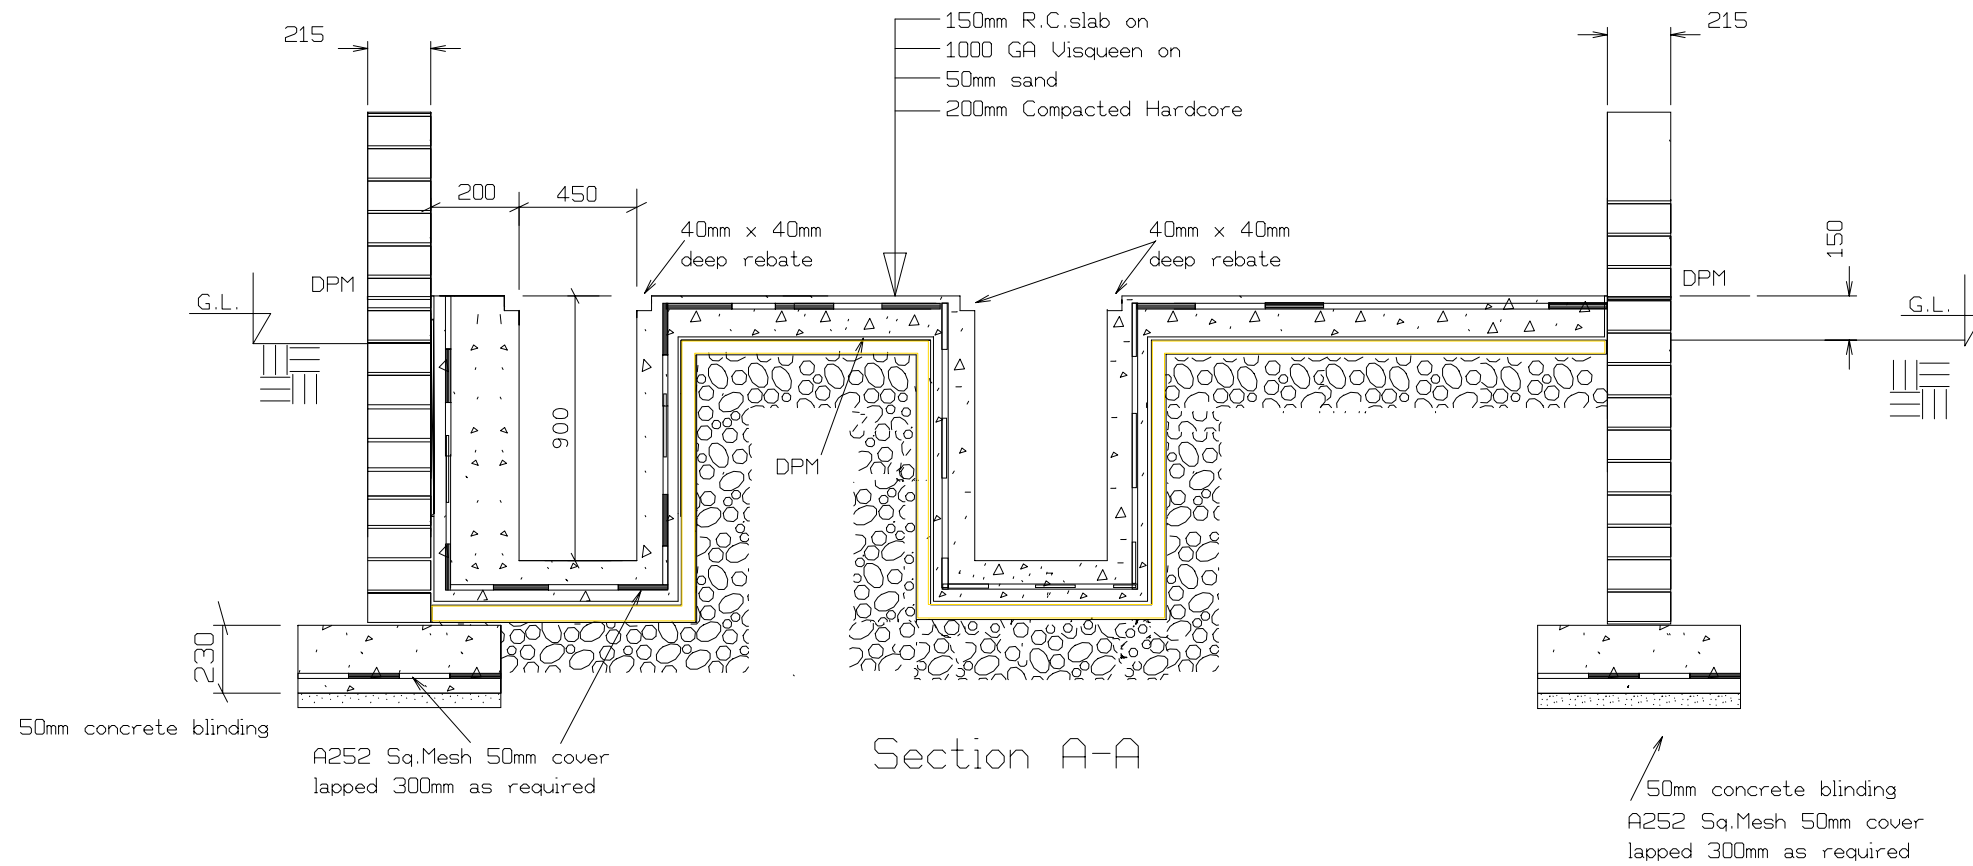 215
150mm R.C.slab on
1000 GA Visqueen on
50mm sand
200mm Compacted Hardcore
215
200
450
40mm x 40mm
deep rebate
40mm x 40mm
deep rebate
150
DPM
DPM
G.L.
G.L.
900
DPM
230
50mm concrete blinding
A252 Sq.Mesh 50mm cover
lapped 300mm as required
Section A-A
50mm concrete blinding
A252 Sq.Mesh 50mm cover
lapped 300mm as required